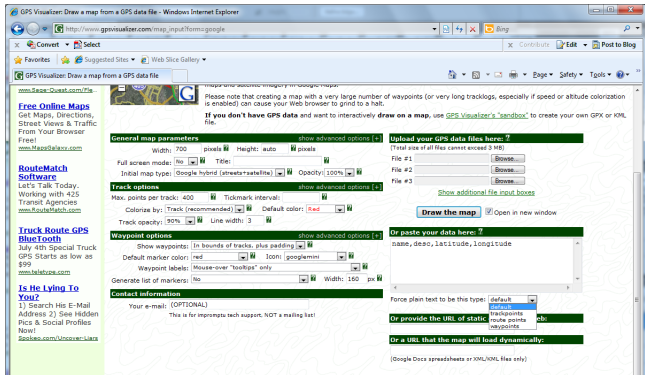 GPS Visualizer: Draw a map from a GPS data file - Windows Internet Explorer
http://www.gpsvisualizer.com/map_input?form=google
Bing
x Convert Select
x Contribute Edit Post to Blog
Favorites Suggested Sites Web Slice Gallery
GPS Visualizer: Draw a map from a GPS data file
Page Safety Tools
www.Sage-Quest.com/Fle
Free Online Maps
Get Maps, Directions,
Street Views & Traffic
From Your Browser
Free!
www.MapsGalaxy.com
RouteMatch
Software
Let's Talk Today.
Working with 425
Transit Agencies
www.RouteMatch.com
Truck Route GPS
BlueTooth
July 4th Special Truck
GPS Starts as low as
$99
www.teletype.com
Is He Lying To
You?
1) Search His E-Mail
Address 2) See Hidden
Pics & Social Profiles
Now!
Spokeo.com/Uncover-Liars
maps and satellite imagery in Google Maps.
Please note that creating a map with a very large number of waypoints (or very long tracklogs, especially if speed or altitude colorization
is enabled) can cause your Web browser to grind to a halt.
If you don't have GPS data and want to interactively draw on a map, use GPS Visualizer's "sandbox" to create your own GPX or KML
file.
General map parameters show advanced options [+]
Width: 700 pixels Height: auto pixels
Full screen mode: No Title:
Initial map type: Google hybrid (streets+satellite) Opacity: 100%
Track options show advanced options [+]
Max. points per track: 400 Tickmark interval:
Colorize by: Track (recommended) Default color: Red
Track opacity: 90% Line width: 3
Waypoint options show advanced options [+]
Show waypoints: In bounds of tracks, plus padding
Default marker color: red Icon: googlemini
Waypoint labels: Mouse-over "tooltips" only
Generate list of markers: No Width: 160 px
Contact information
Your e-mail: (OPTIONAL)
This is for impromptu tech support, NOT a mailing list!
Upload your GPS data files here: ?
(Total size of all files cannot exceed 3 MB)
File #1 Browse...
File #2 Browse...
File #3 Browse...
Show additional file input boxes
Draw the map Open in new window
Or paste your data here: ?
name,desc,latitude,longitude
Force plain text to be this type: default
default
trackpoints
route points
waypoints
Or provide the URL of static eb:
Or a URL that the map will load dynamically:
(Google Docs spreadsheets or XML/KML files only)